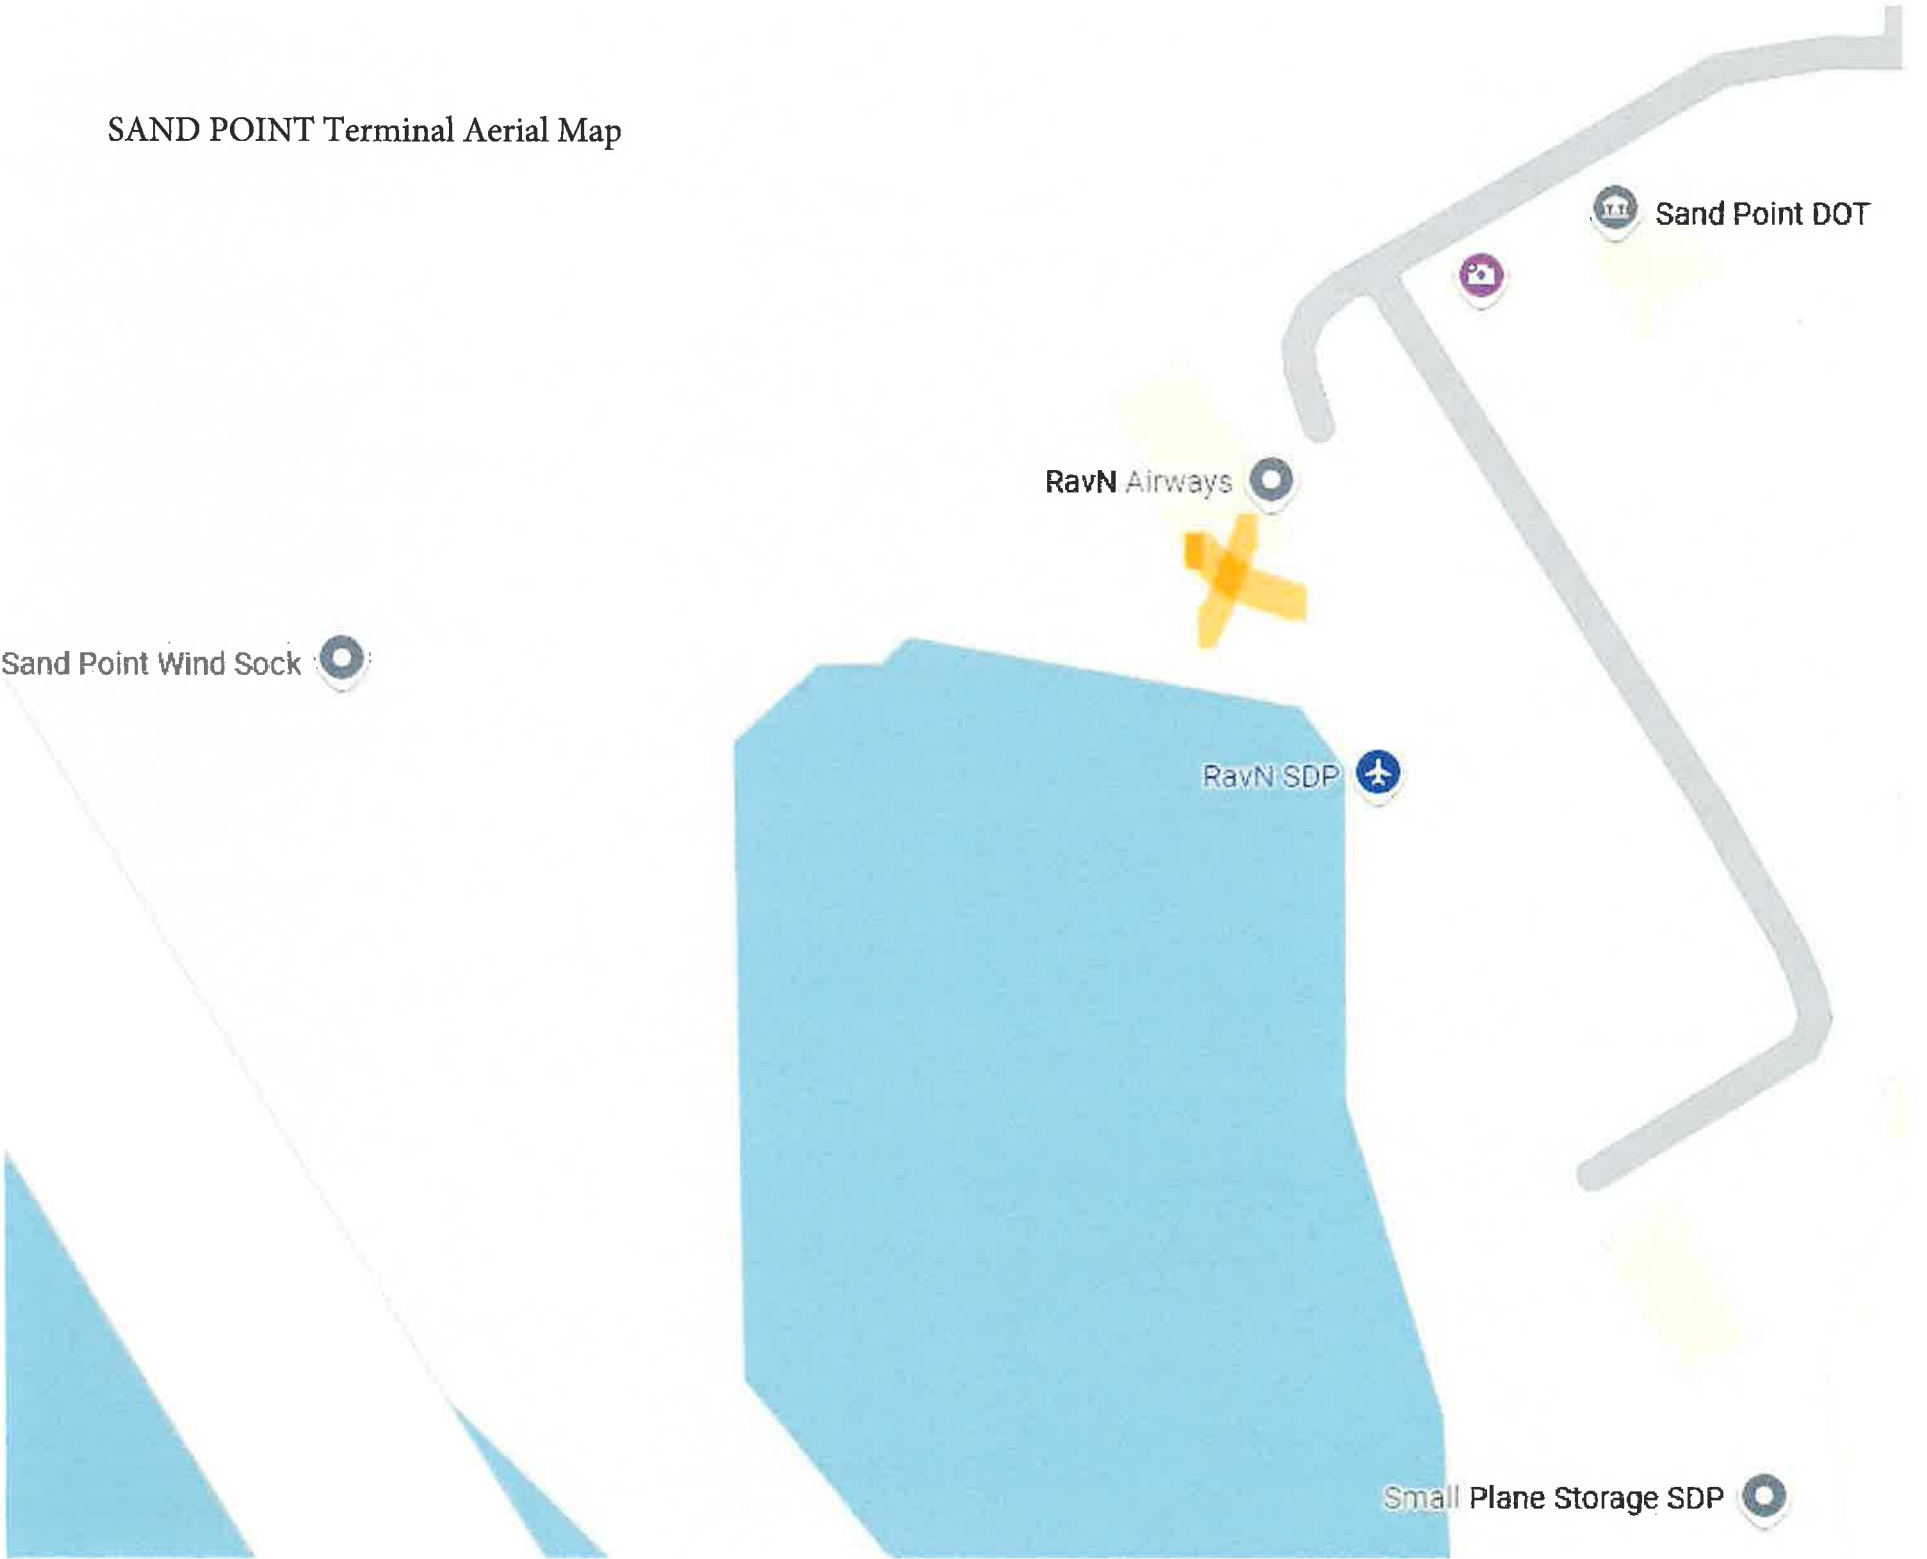 SAND POINT Terminal Aerial Map
Sand Point DOT
RavN Airways
Sand Point Wind Sock
RavN SDP
Small Plane Storage SDP